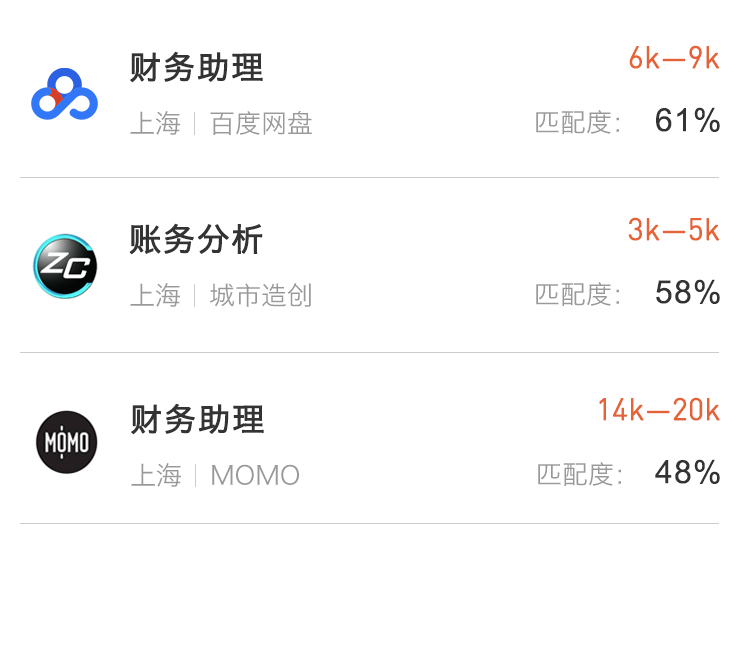 财务助理 6k—9k
上海 | 百度网盘 匹配度： 61%
账务分析 3k—5k
ZC
上海 | 城市造创 匹配度： 58%
财务助理 14k—20k
MOMO
上海 | MOMO 匹配度： 48%